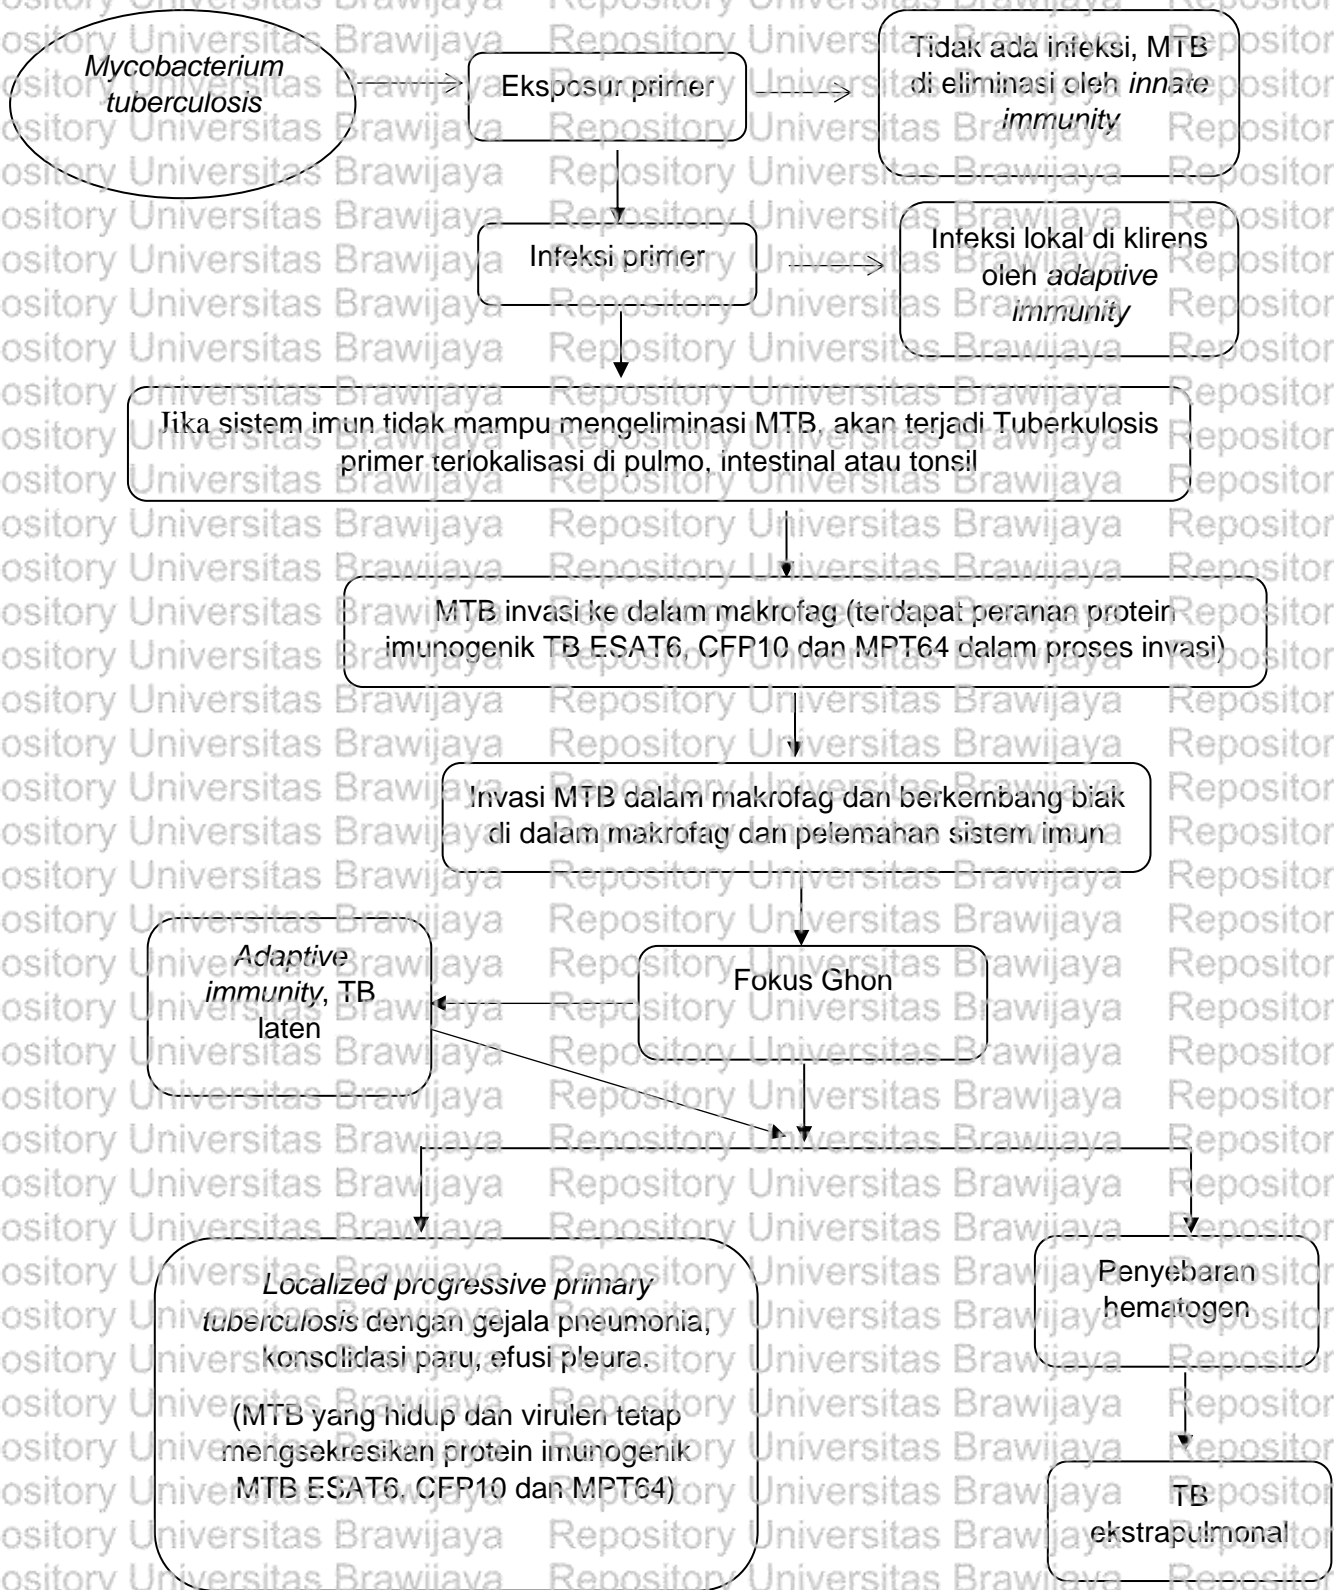 Mycobacterium
tuberculosis
Eksposur primer
Tidak ada infeksi, MTB
di eliminasi oleh innate
immunity
Infeksi primer
Infeksi lokal di klirens
oleh adaptive
immunity
Jika sistem imun tidak mampu mengeliminasi MTB, akan terjadi Tuberkulosis
primer terlokalisasi di pulmo, intestinal atau tonsil
MTB invasi ke dalam makrofag (terdapat peranan protein
imunogenik TB ESAT6, CFP10 dan MPT64 dalam proses invasi)
Invasi MTB dalam makrofag dan berkembang biak
di dalam makrofag dan pelemahan sistem imun
Adaptive
immunity, TB
laten
Fokus Ghon
Localized progressive primary
tuberculosis dengan gejala pneumonia,
konsolidasi paru, efusi pleura.
(MTB yang hidup dan virulen tetap
mengsekresikan protein imunogenik
MTB ESAT6, CFP10 dan MPT64)
Penyebaran
hematogen
TB
ekstrapulmonal
Repository Universitas Brawijaya